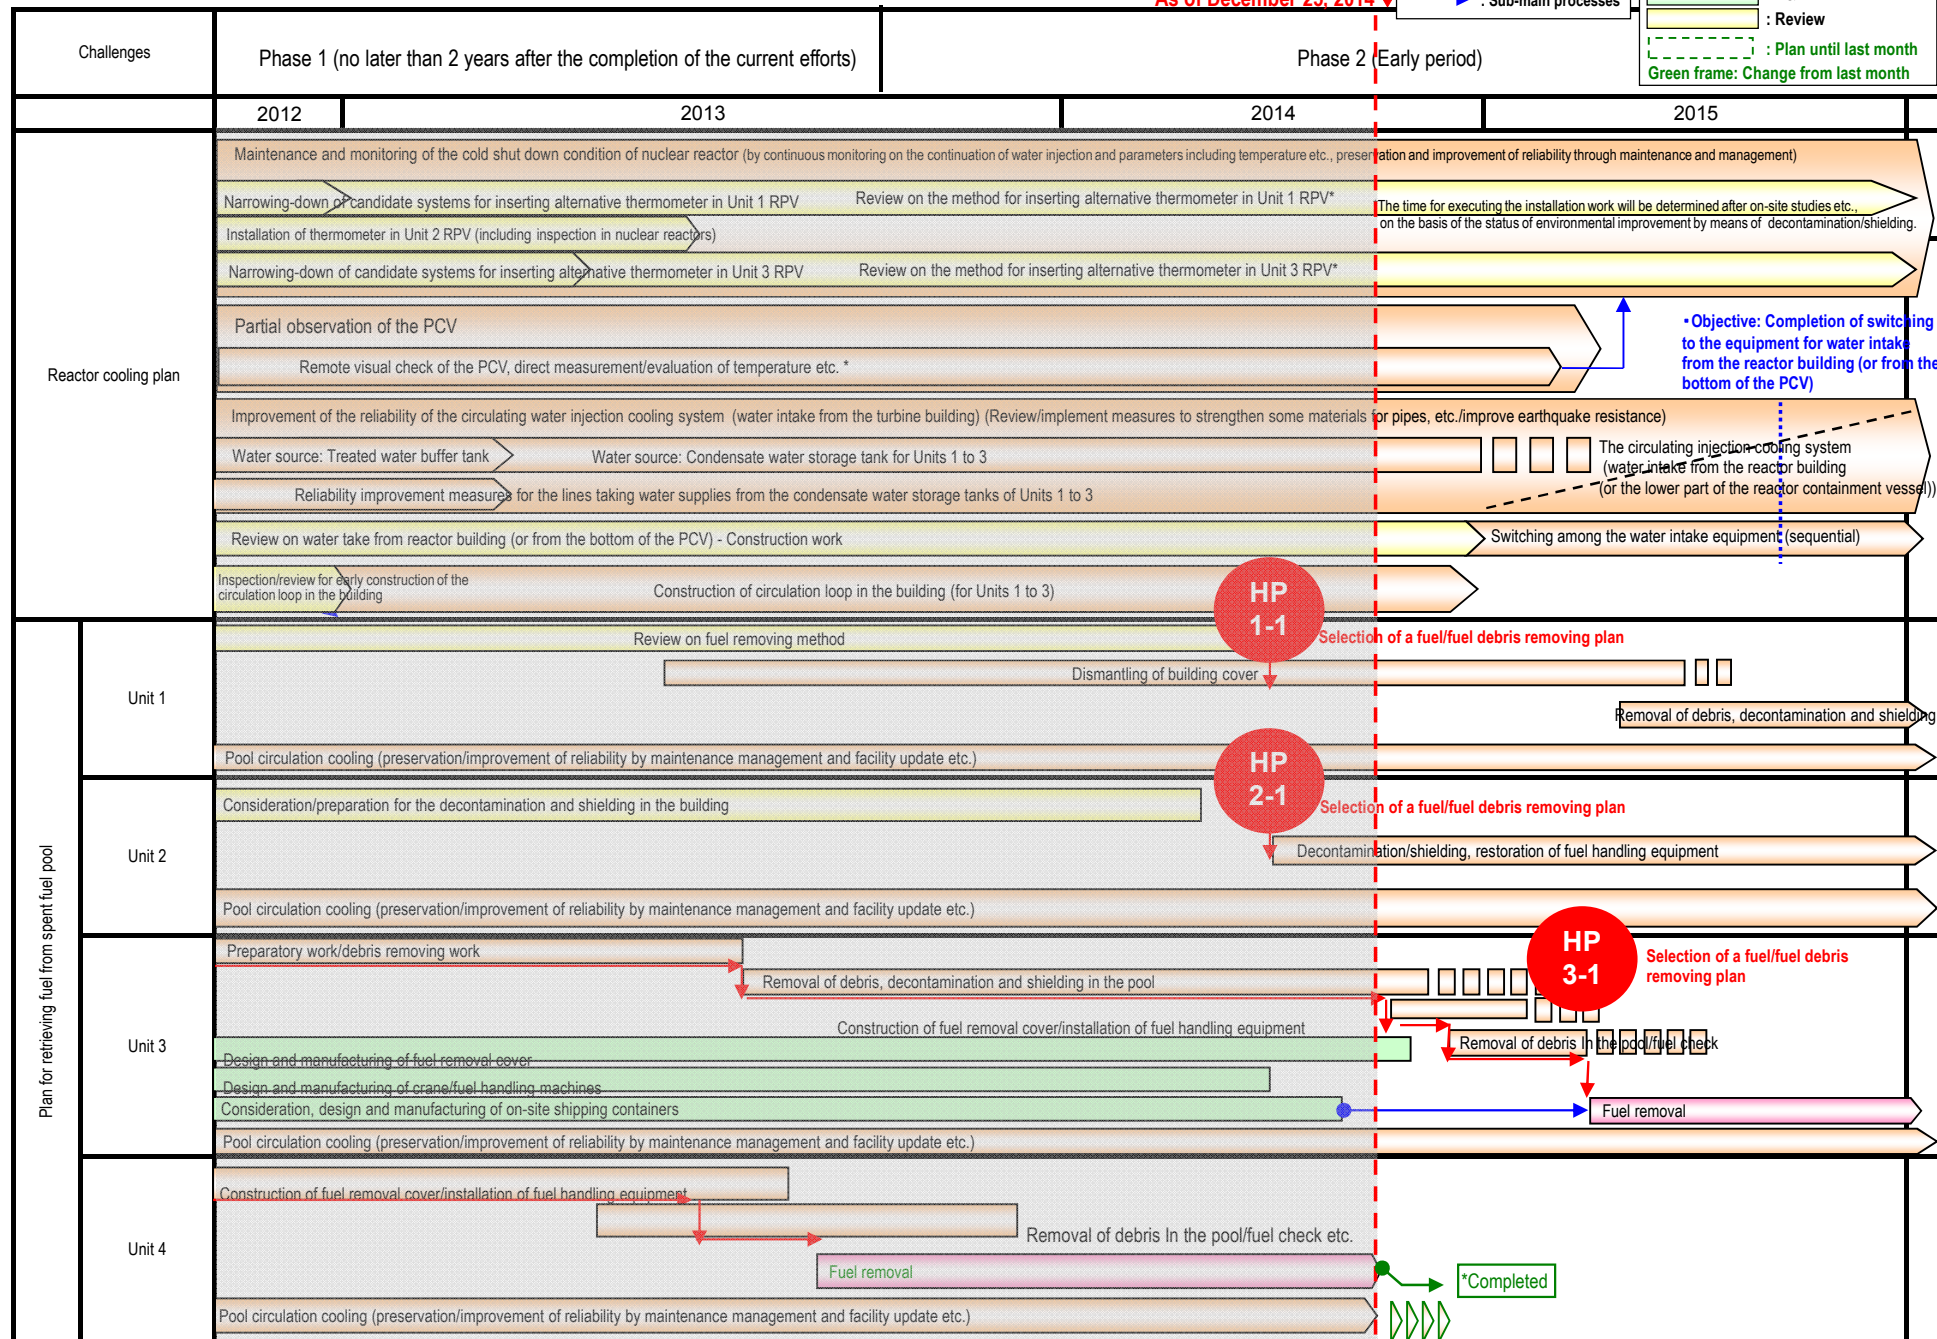 As of December 25, 2014
: Sub-main processes
: Review
: Plan until last month
Green frame: Change from last month
Challenges
Phase 1 (no later than 2 years after the completion of the current efforts)
Phase 2 (Early period)
2012
2013
2014
2015
Reactor cooling plan
Maintenance and monitoring of the cold shut down condition of nuclear reactor (by continuous monitoring on the continuation of water injection and parameters including temperature etc., preservation and improvement of reliability through maintenance and management)
Narrowing-down of candidate systems for inserting alternative thermometer in Unit 1 RPV
Review on the method for inserting alternative thermometer in Unit 1 RPV*
The time for executing the installation work will be determined after on-site studies etc.,
on the basis of the status of environmental improvement by means of decontamination/shielding.
Installation of thermometer in Unit 2 RPV (including inspection in nuclear reactors)
Narrowing-down of candidate systems for inserting alternative thermometer in Unit 3 RPV
Review on the method for inserting alternative thermometer in Unit 3 RPV*
Partial observation of the PCV
Remote visual check of the PCV, direct measurement/evaluation of temperature etc. *
・Objective: Completion of switching
to the equipment for water intake
from the reactor building (or from the
bottom of the PCV)
Improvement of the reliability of the circulating water injection cooling system (water intake from the turbine building) (Review/implement measures to strengthen some materials for pipes, etc./improve earthquake resistance)
Water source: Treated water buffer tank
Water source: Condensate water storage tank for Units 1 to 3
The circulating injection cooling system
(water intake from the reactor building
(or the lower part of the reactor containment vessel))
Reliability improvement measures for the lines taking water supplies from the condensate water storage tanks of Units 1 to 3
Review on water take from reactor building (or from the bottom of the PCV) - Construction work
Switching among the water intake equipment (sequential)
Inspection/review for early construction of the
circulation loop in the building
Construction of circulation loop in the building (for Units 1 to 3)
Plan for retrieving fuel from spent fuel pool
Unit 1
HP
1-1
Review on fuel removing method
Selection of a fuel/fuel debris removing plan
Dismantling of building cover
Removal of debris, decontamination and shielding
Pool circulation cooling (preservation/improvement of reliability by maintenance management and facility update etc.)
Unit 2
HP
2-1
Consideration/preparation for the decontamination and shielding in the building
Selection of a fuel/fuel debris removing plan
Decontamination/shielding, restoration of fuel handling equipment
Pool circulation cooling (preservation/improvement of reliability by maintenance management and facility update etc.)
Unit 3
HP
3-1
Selection of a fuel/fuel debris
removing plan
Preparatory work/debris removing work
Removal of debris, decontamination and shielding in the pool
Construction of fuel removal cover/installation of fuel handling equipment
Removal of debris In the pool/fuel check
Design and manufacturing of fuel removal cover
Design and manufacturing of crane/fuel handling machines
Consideration, design and manufacturing of on-site shipping containers
Fuel removal
Pool circulation cooling (preservation/improvement of reliability by maintenance management and facility update etc.)
Unit 4
Construction of fuel removal cover/installation of fuel handling equipment
Removal of debris In the pool/fuel check etc.
Fuel removal
*Completed
Pool circulation cooling (preservation/improvement of reliability by maintenance management and facility update etc.)